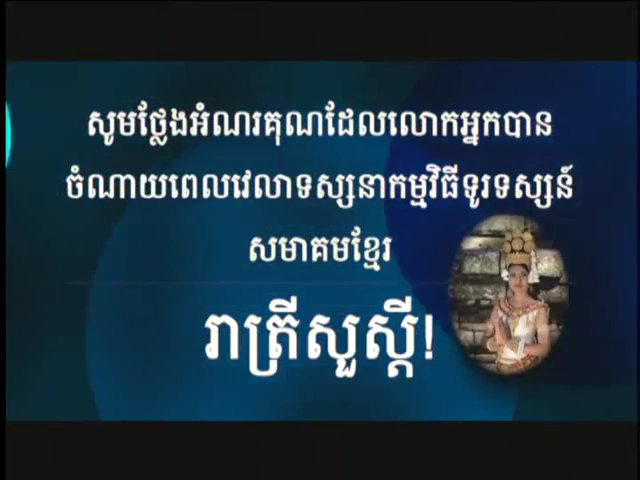 សូមថ្លែងអំណរគុណដែលលោកអ្នកបាន
ចំណាយពេលវេលាទស្សនាកម្មវិធីទូរទស្សន៍
សមាគមខ្មែរ
រាត្រីសួស្តី!